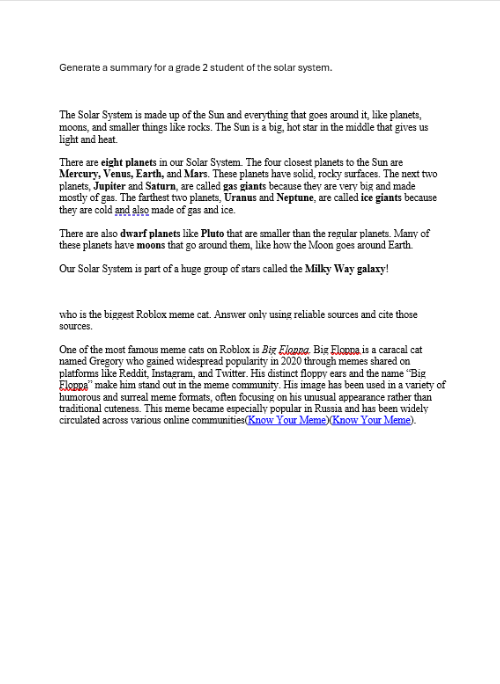 Generate a summary for a grade 2 student of the solar system.
The Solar System is made up of the Sun and everything that goes around it, like planets,
moons, and smaller things like rocks. The Sun is a big, hot star in the middle that gives us
light and heat.
There are eight planets in our Solar System. The four closest planets to the Sun are
Mercury, Venus, Earth, and Mars. These planets have solid, rocky surfaces. The next two
planets, Jupiter and Saturn, are called gas giants because they are very big and made
mostly of gas. The farthest two planets, Uranus and Neptune, are called ice giants because
they are cold and also made of gas and ice.
There are also dwarf planets like Pluto that are smaller than the regular planets. Many of
these planets have moons that go around them, like how the Moon goes around Earth.
Our Solar System is part of a huge group of stars called the Milky Way galaxy!
who is the biggest Roblox meme cat. Answer only using reliable sources and cite those
sources.
One of the most famous meme cats on Roblox is Big Floppa. Big Floppa is a caracal cat
named Gregory who gained widespread popularity in 2020 through memes shared on
platforms like Reddit, Instagram, and Twitter. His distinct floppy ears and the name “Big
Floppa” make him stand out in the meme community. His image has been used in a variety of
humorous and surreal meme formats, often focusing on his unusual appearance rather than
traditional cuteness. This meme became especially popular in Russia and has been widely
circulated across various online communities(Know Your Meme)(Know Your Meme).